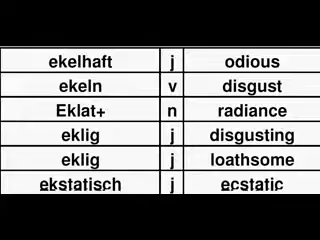 ekelhaft j odious
ekeln v disgust
Eklat+ n radiance
eklig j disgusting
eklig j loathsome
ekstatisch j ecstatic